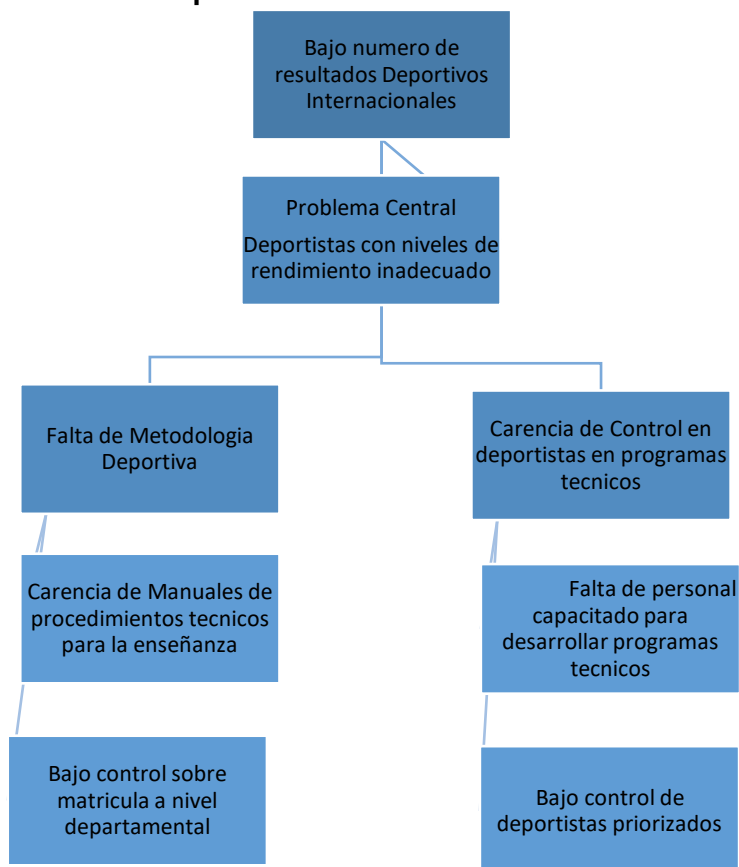 Bajo numero de
resultados Deportivos
Internacionales
Problema Central
Deportistas con niveles de
rendimiento inadecuado
Falta de Metodologia
Deportiva
Carencia de Control en
deportistas en programas
tecnicos
Carencia de Manuales de
procedimientos tecnicos
para la enseñanza
Falta de personal
capacitado para
desarrollar programas
tecnicos
Bajo control sobre
matricula a nivel
departamental
Bajo control de
deportistas priorizados